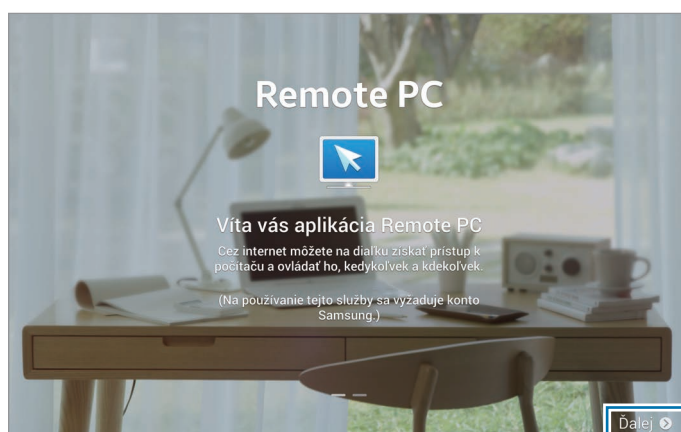 Remote PC
Víta vás aplikácia Remote PC
Cez internet môžete na diaľku získať prístup k
počítaču a ovládať ho, kedykoľvek a kdekoľvek.
(Na používanie tejto služby sa vyžaduje konto
Samsung.)
Ďalej